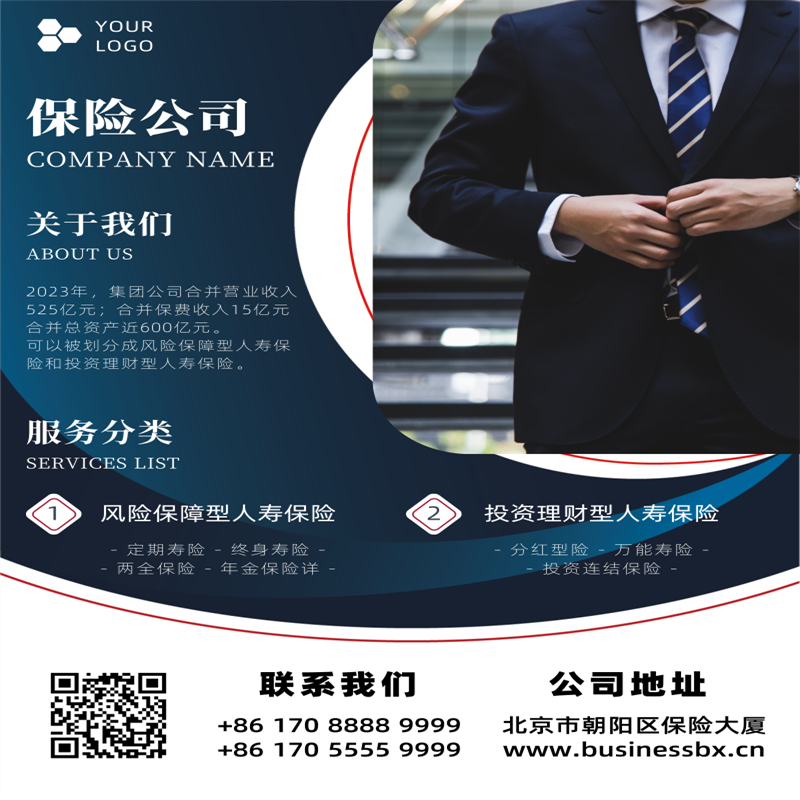 YOUR
LOGO
保险公司
COMPANY NAME
关于我们
ABOUT US
2023年，集团公司合并营业收入
525亿元；合并保费收入15亿元
合并总资产近600亿元。
可以被划分成风险保障型人寿保
险和投资理财型人寿保险。
服务分类
SERVICES LIST
1 风险保障型人寿保险
- 定期寿险 - 终身寿险 -
- 两全保险 - 年金保险详 -
2 投资理财型人寿保险
- 分红型险 - 万能寿险 -
- 投资连结保险 -
联系我们
+86 170 8888 9999
+86 170 5555 9999
公司地址
北京市朝阳区保险大厦
www.businessbx.cn